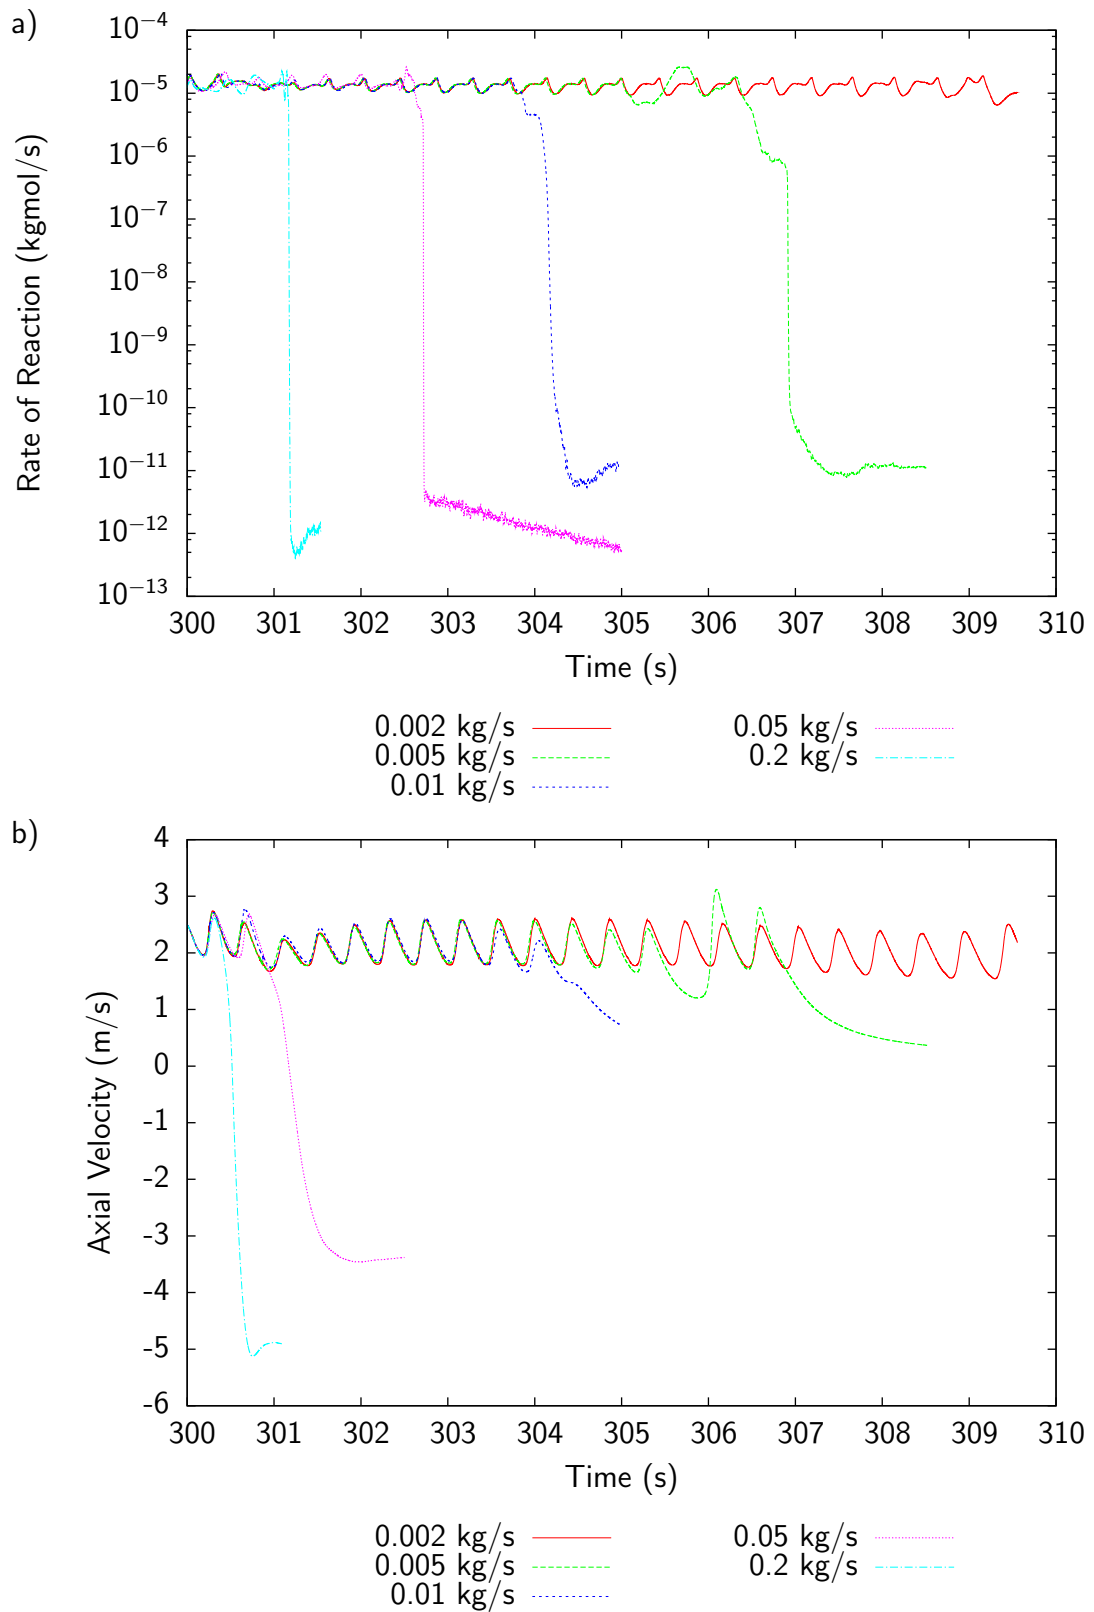 a)
Rate of Reaction (kgmol/s)
10⁻⁴
10⁻⁵
10⁻⁶
10⁻⁷
10⁻⁸
10⁻⁹
10⁻¹⁰
10⁻¹¹
10⁻¹²
10⁻¹³
300 301 302 303 304 305 306 307 308 309 310
Time (s)
0.002 kg/s 0.05 kg/s
0.005 kg/s 0.2 kg/s
0.01 kg/s
b)
Axial Velocity (m/s)
4
3
2
1
0
-1
-2
-3
-4
-5
-6
300 301 302 303 304 305 306 307 308 309 310
Time (s)
0.002 kg/s 0.05 kg/s
0.005 kg/s 0.2 kg/s
0.01 kg/s